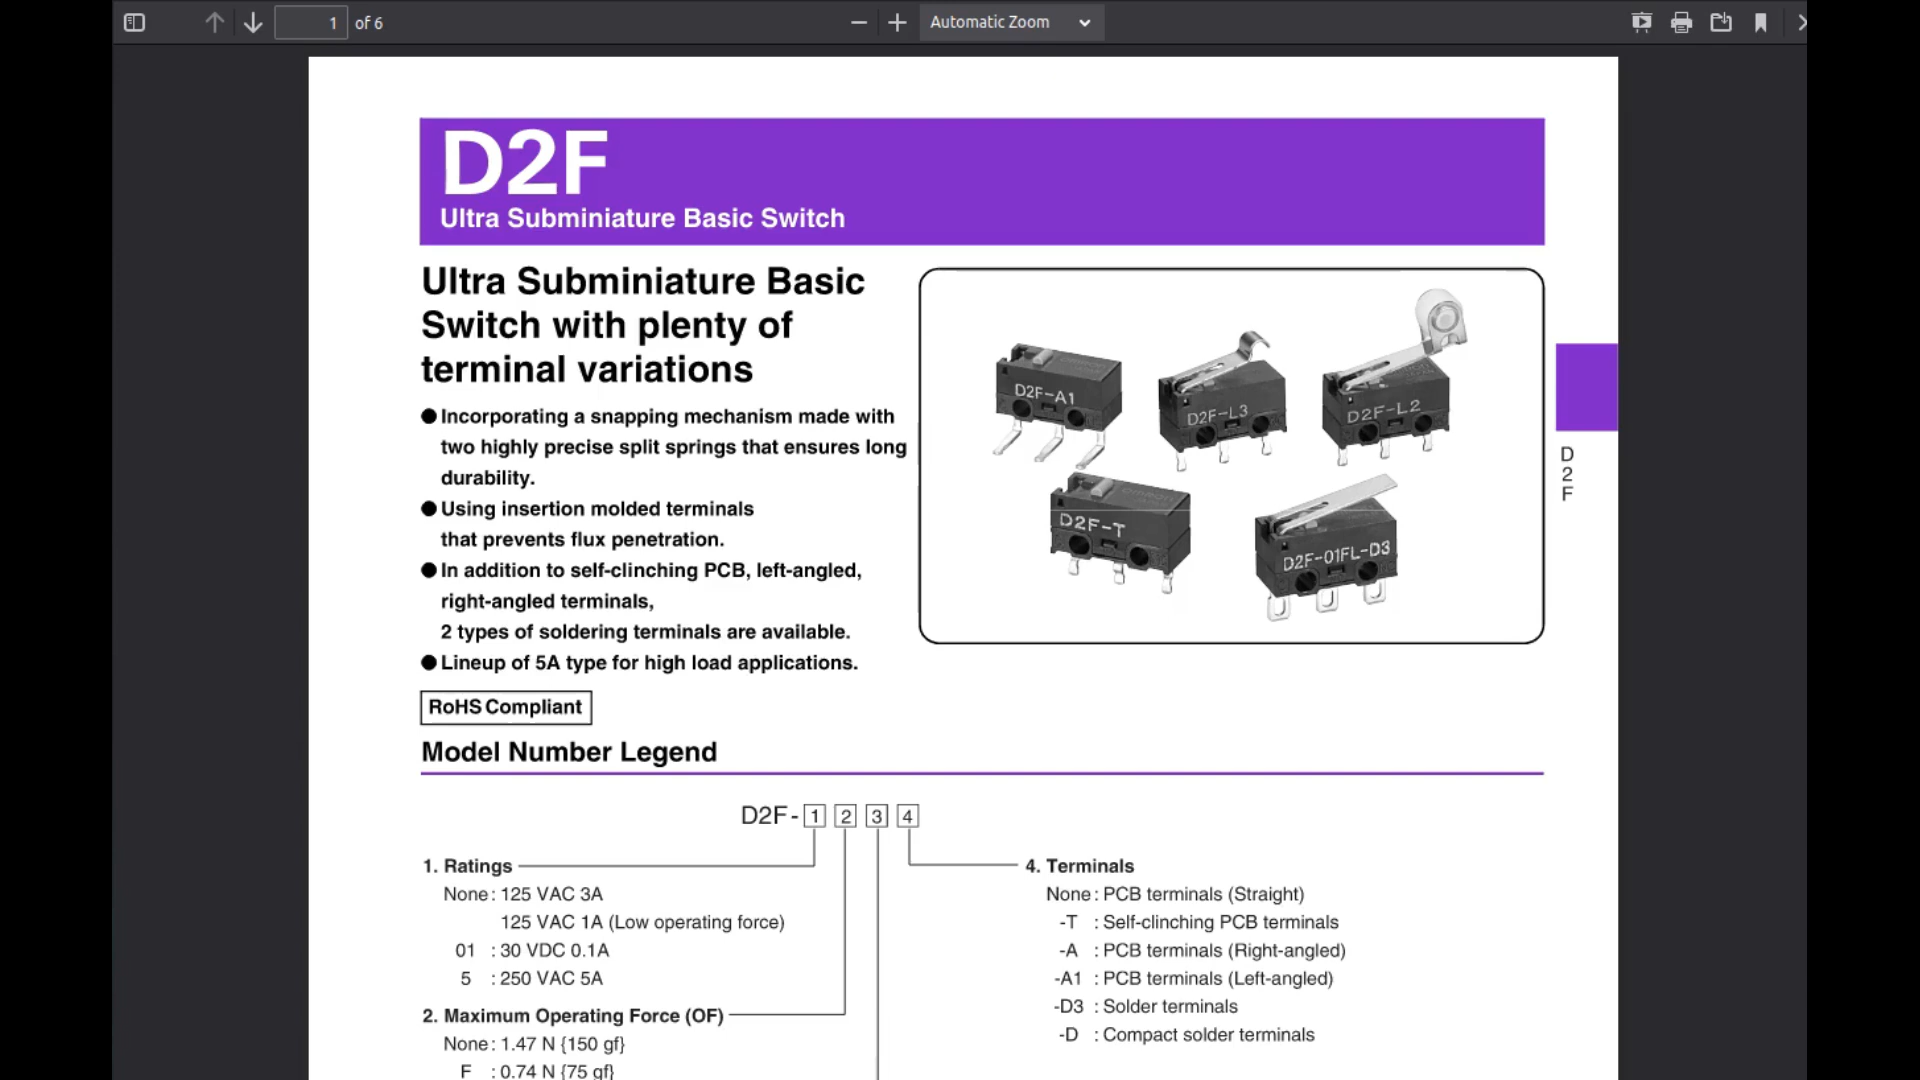 1 of 6
Automatic Zoom
D2F
Ultra Subminiature Basic Switch
Ultra Subminiature Basic
Switch with plenty of
terminal variations
● Incorporating a snapping mechanism made with
two highly precise split springs that ensures long
durability.
● Using insertion molded terminals
that prevents flux penetration.
● In addition to self-clinching PCB, left-angled,
right-angled terminals,
2 types of soldering terminals are available.
● Lineup of 5A type for high load applications.
RoHS Compliant
D2F-A1
D2F-L3
D2F-L2
D2F-T
D2F-01FL-D3
D
2
F
Model Number Legend
D2F- 1 2 3 4
1. Ratings
None : 125 VAC 3A
125 VAC 1A (Low operating force)
01 : 30 VDC 0.1A
5 : 250 VAC 5A
2. Maximum Operating Force (OF)
None : 1.47 N {150 gf}
F : 0.74 N {75 gf}
4. Terminals
None : PCB terminals (Straight)
-T : Self-clinching PCB terminals
-A : PCB terminals (Right-angled)
-A1 : PCB terminals (Left-angled)
-D3 : Solder terminals
-D : Compact solder terminals